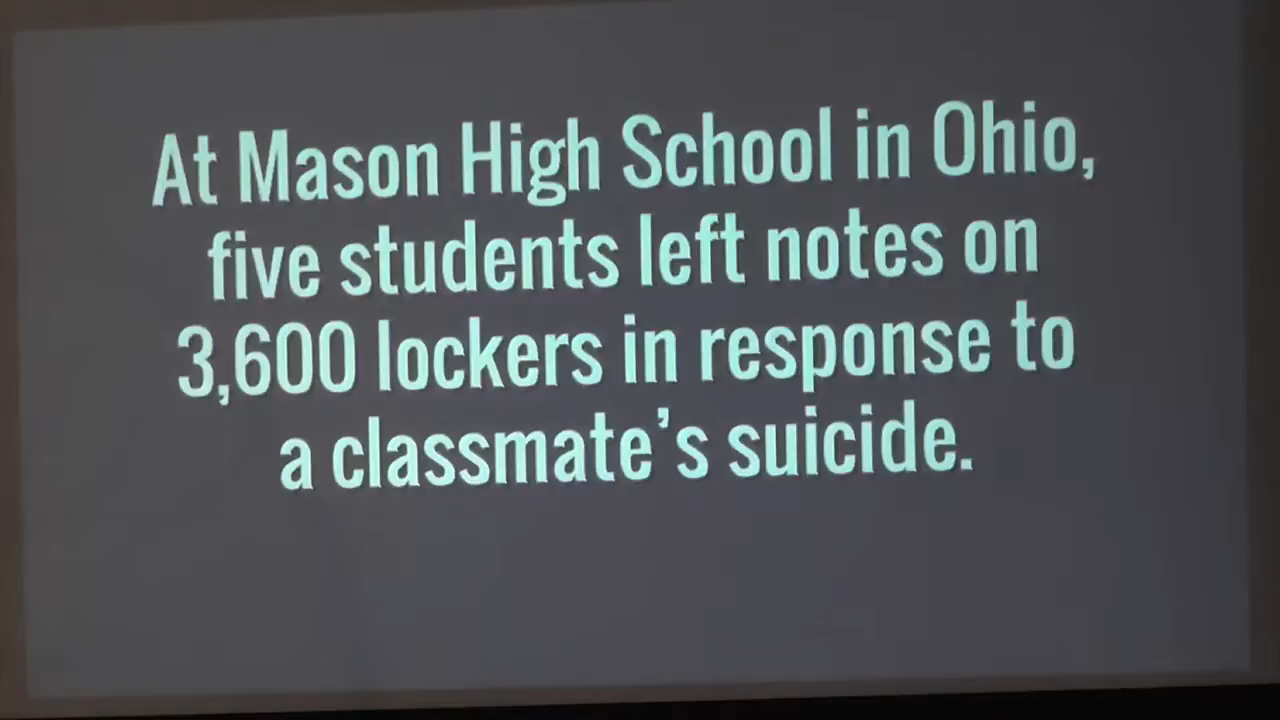 At Mason High School in Ohio,
five students left notes on
3,600 lockers in response to
a classmate's suicide.